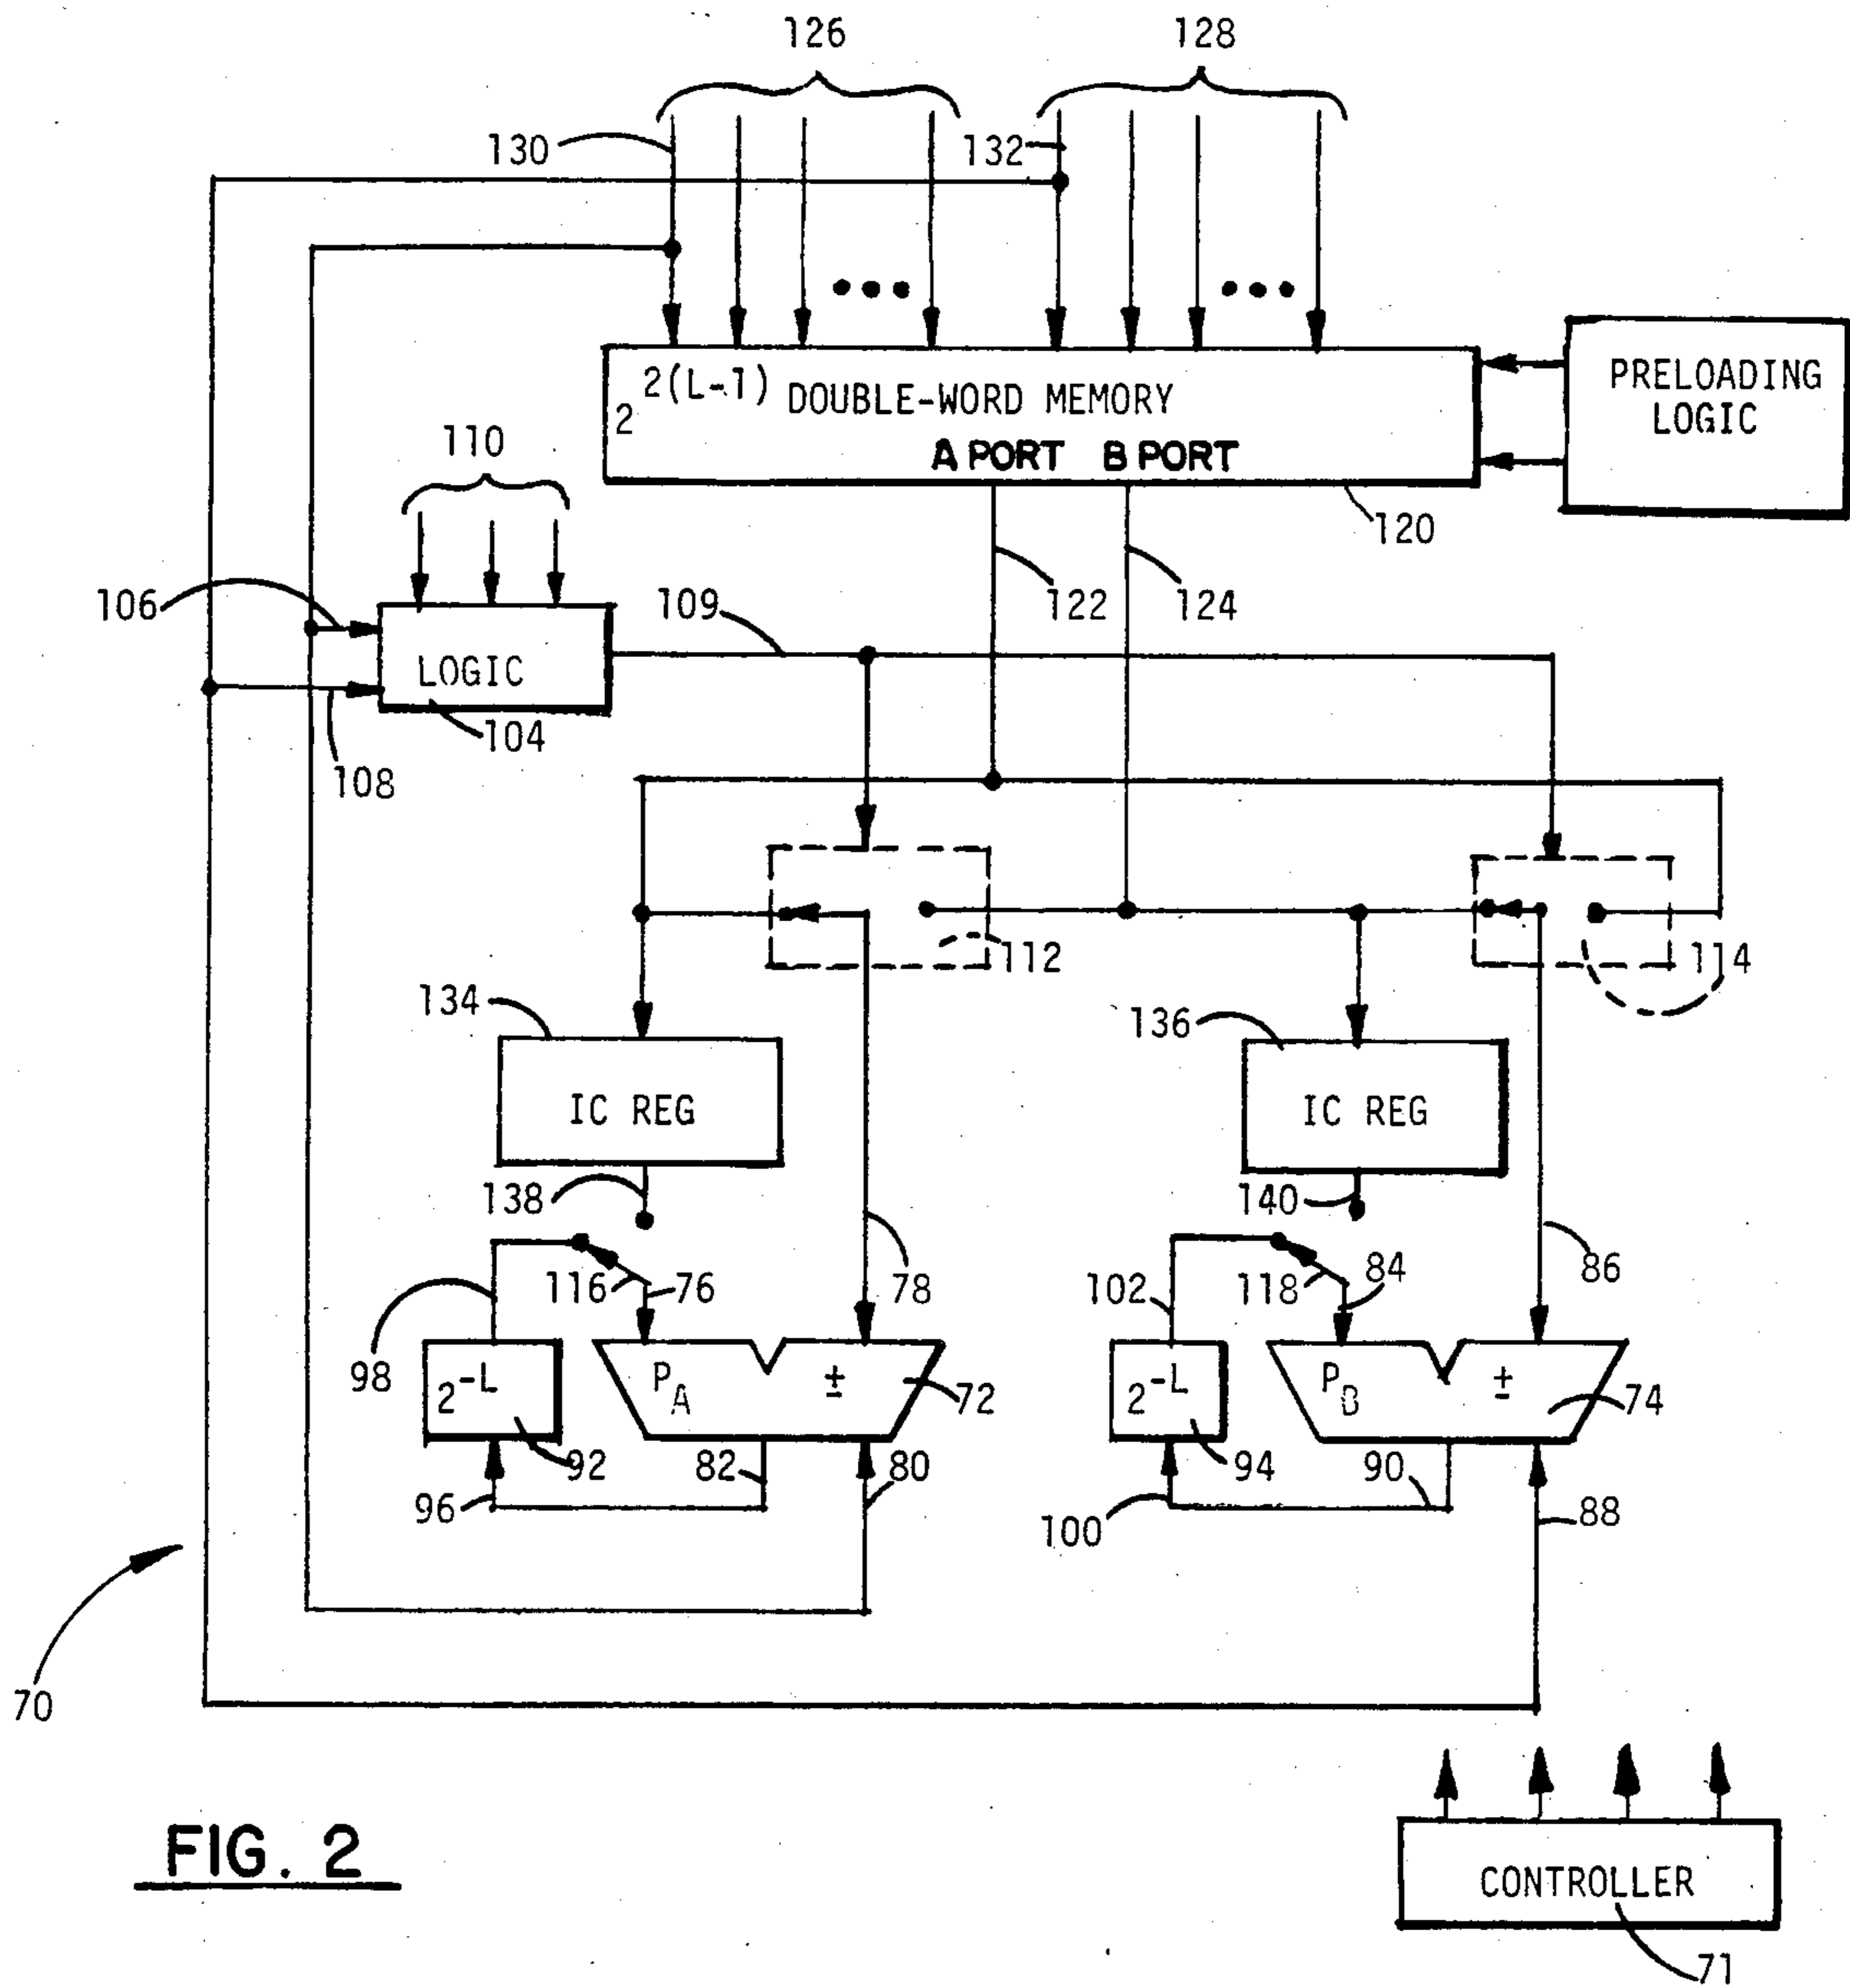 126 128
130 132
2 2(L-1) DOUBLE-WORD MEMORY
A PORT B PORT
PRELOADING
LOGIC
110
120
106 109 122 124
LOGIC
104
108
112 114
134 136
IC REG IC REG
138 140
116 76 78 102 118 84 86
98 2-L PA ± 72 2-L PB ± 74
92 82 80 94 90
96 100 88
70
FIG. 2
CONTROLLER
71